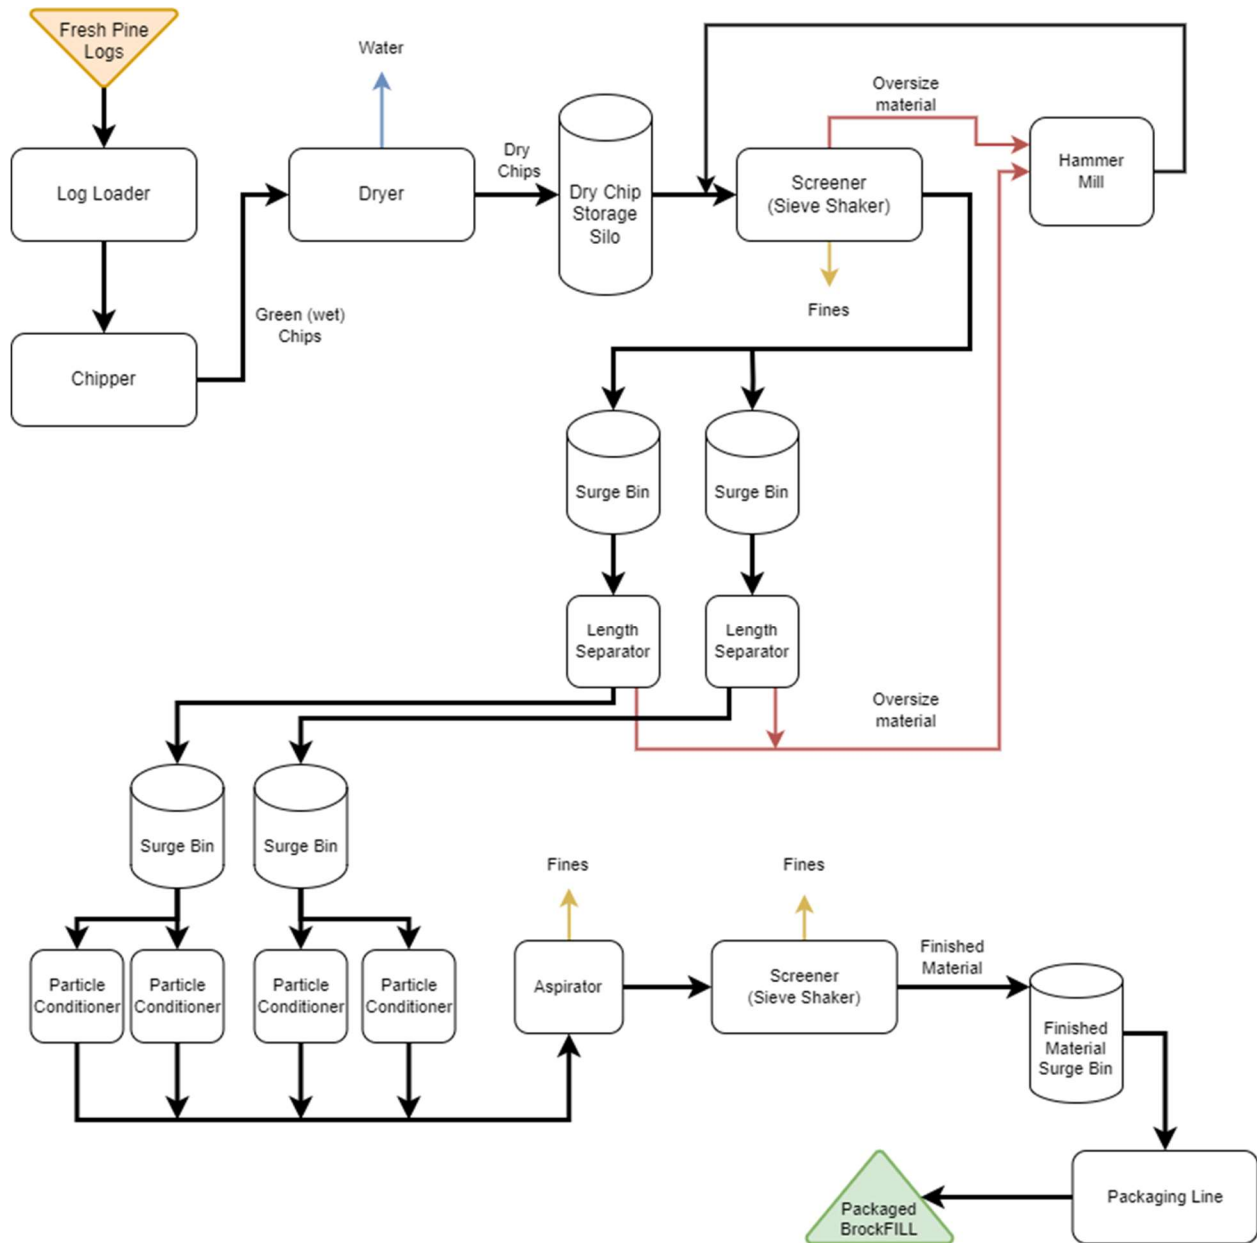 Fresh Pine
Logs
Water
Oversize
material
Log Loader
Dryer
Dry
Chips
Dry Chip
Storage
Silo
Screener
(Sieve Shaker)
Hammer
Mill
Green (wet)
Chips
Fines
Chipper
Surge Bin
Surge Bin
Length
Separator
Length
Separator
Oversize
material
Surge Bin
Surge Bin
Fines
Fines
Particle
Conditioner
Particle
Conditioner
Particle
Conditioner
Particle
Conditioner
Aspirator
Screener
(Sieve Shaker)
Finished
Material
Finished
Material
Surge Bin
Packaging Line
Packaged
BrockFILL